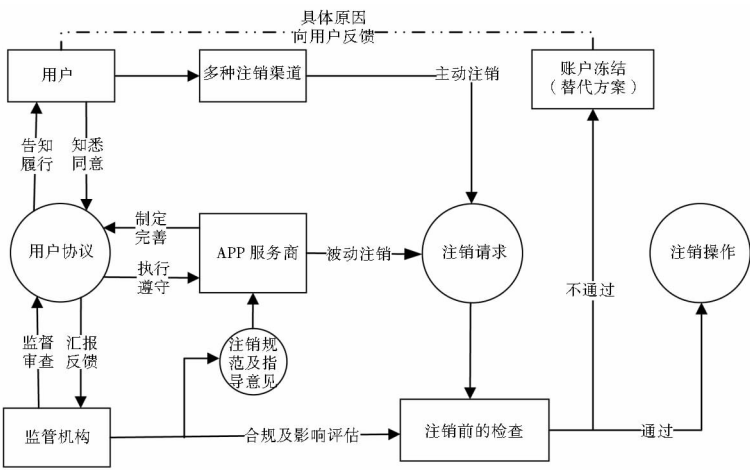 具体原因
向用户反馈
用户
多种注销渠道
主动注销
账户冻结
（替代方案）
告知
履行
知悉
同意
用户协议
制定
完善
执行
遵守
APP服务商
被动注销
注销请求
注销操作
不通过
监督
审查
汇报
反馈
注销规
范及指
导意见
监管机构
合规及影响评估
注销前的检查
通过